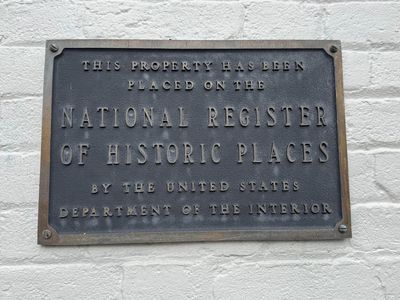 THIS PROPERTY HAS BEEN
PLACED ON THE
NATIONAL REGISTER
OF HISTORIC PLACES
BY THE UNITED STATES
DEPARTMENT OF THE INTERIOR